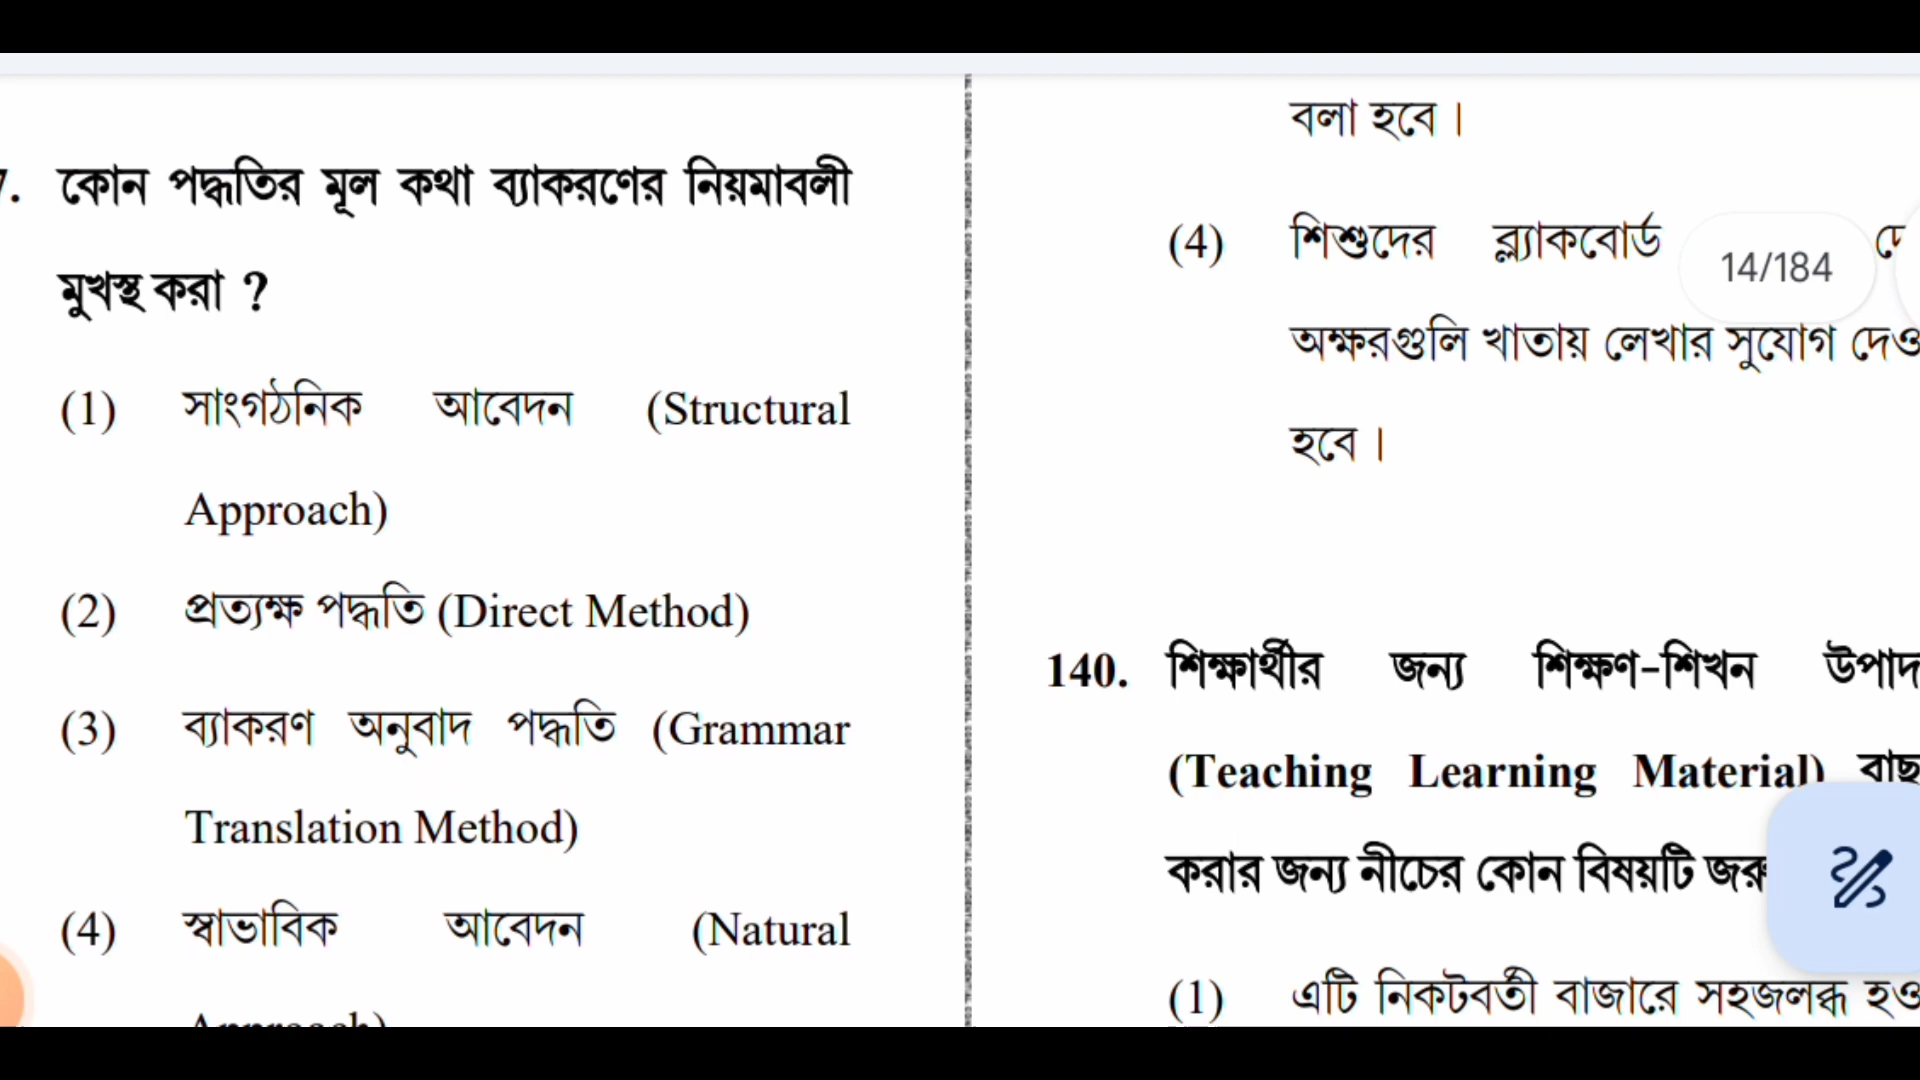 কোন পদ্ধতির মূল কথা ব্যাকরণের নিয়মাবলী
মুখস্থ করা ?
(1) সাংগঠনিক আবেদন (Structural
Approach)
(2) প্রত্যক্ষ পদ্ধতি (Direct Method)
(3) ব্যাকরণ অনুবাদ পদ্ধতি (Grammar
Translation Method)
(4) স্বাভাবিক আবেদন (Natural
Approach)
বলা হবে ।
(4) শিশুদের ব্ল্যাকবোর্ড
14/184
অক্ষরগুলি খাতায় লেখার সুযোগ
হবে ।
140. শিক্ষার্থীর জন্য শিক্ষণ-শিখন
(Teaching Learning Material)
করার জন্য নীচের কোন বিষয়টি
(1) এটি নিকটবর্তী বাজারে সহজলব্ধ